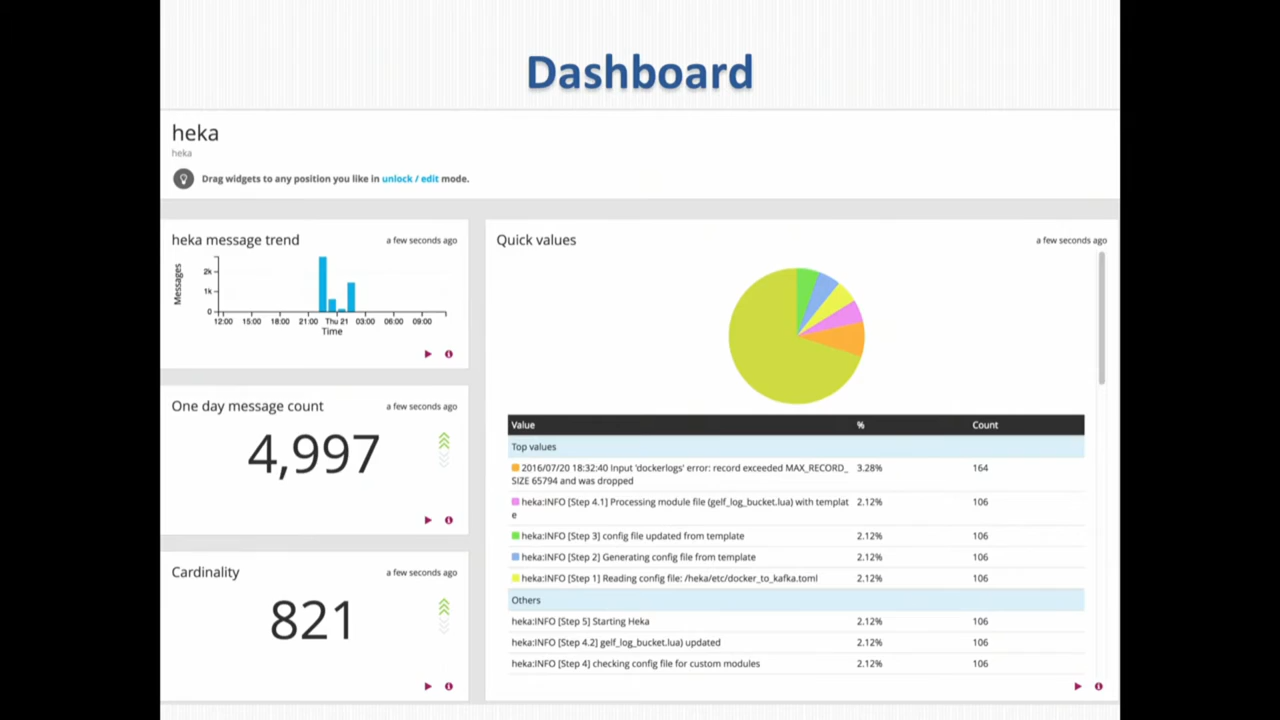 Dashboard
heka
heka
Drag widgets to any position you like in unlock / edit mode.
heka message trend
a few seconds ago
Messages
2k
1k
0
12:00 15:00 18:00 21:00 Thu 21 03:00 06:00 09:00
Time
One day message count
a few seconds ago
4,997
Cardinality
a few seconds ago
821
Quick values
a few seconds ago
Value % Count
Top values
2016/07/20 18:32:40 Input 'dockerlogs' error: record exceeded MAX_RECORD_ 3.28% 164
SIZE 65794 and was dropped
heka:INFO [Step 4.1] Processing module file (gelf_log_bucket.lua) with templat 2.12% 106
e
heka:INFO [Step 3] config file updated from template 2.12% 106
heka:INFO [Step 2] Generating config file from template 2.12% 106
heka:INFO [Step 1] Reading config file: /heka/etc/docker_to_kafka.toml 2.12% 106
Others
heka:INFO [Step 5] Starting Heka 2.12% 106
heka:INFO [Step 4.2] gelf_log_bucket.lua) updated 2.12% 106
heka:INFO [Step 4] checking config file for custom modules 2.12% 106